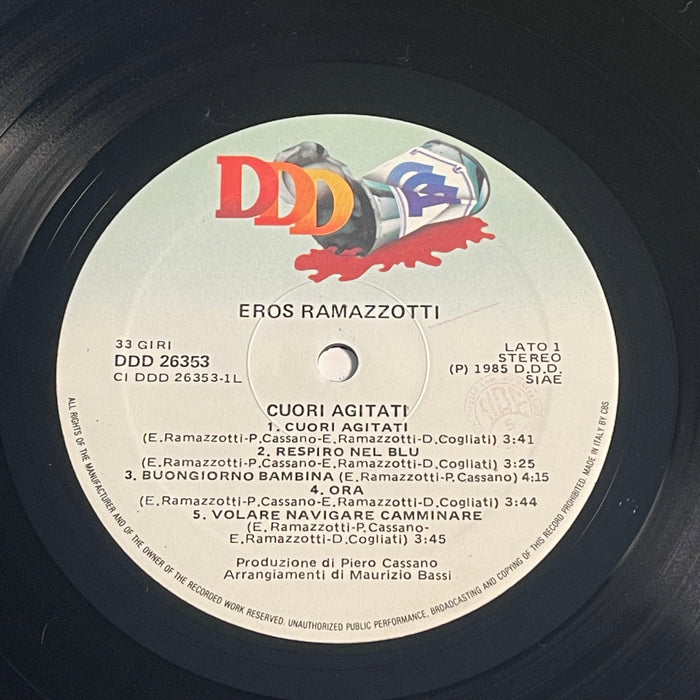 DDD
EROS RAMAZZOTTI
33 GIRI
DDD 26353
CI DDD 26353-1L
LATO 1
STEREO
(P) 1985 D.D.D.
SIAE
CUORI AGITATI
1. CUORI AGITATI
(E.Ramazzotti-P.Cassano-E.Ramazzotti-D.Cogliati) 3:41
2. RESPIRO NEL BLU
(E.Ramazzotti-P.Cassano-E.Ramazzotti-D.Cogliati) 3:25
3. BUONGIORNO BAMBINA (E.Ramazzotti-P.Cassano) 4:15
4. ORA
(E.Ramazzotti-P.Cassano-E.Ramazzotti-D.Cogliati) 3:44
5. VOLARE NAVIGARE CAMMINARE
(E.Ramazzotti-P.Cassano-
E.Ramazzotti-D.Cogliati) 3:45
Produzione di Piero Cassano
Arrangiamenti di Maurizio Bassi
ALL RIGHTS OF THE MANUFACTURER AND OF THE OWNER OF THE RECORDED WORK RESERVED. UNAUTHORIZED PUBLIC PERFORMANCE, BROADCASTING AND COPYING OF THIS RECORD PROHIBITED. MADE IN ITALY BY CBS